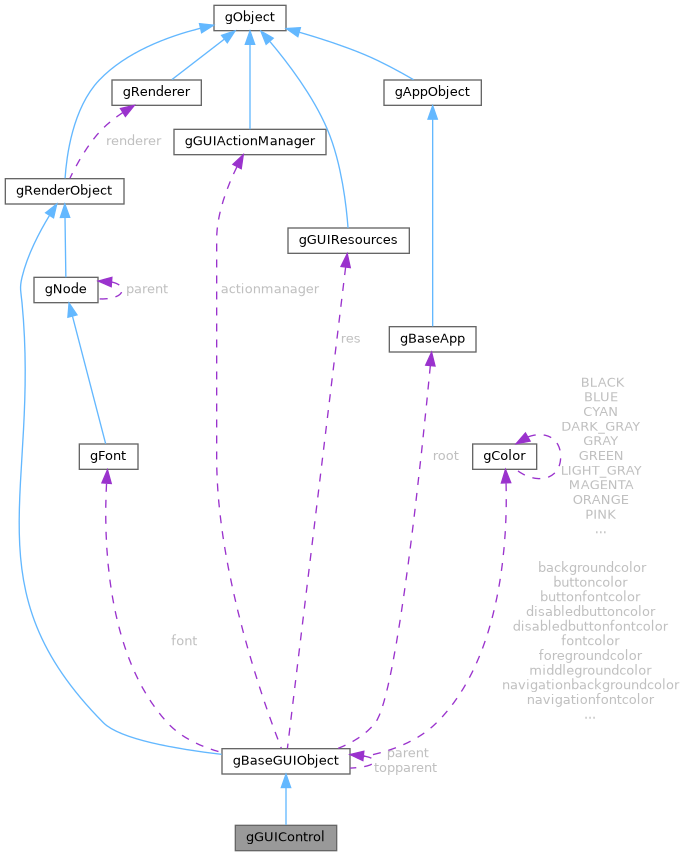 gObject
gRenderer
gAppObject
gGUIActionManager
renderer
gRenderObject
gGUIResources
gNode
parent
actionmanager
gBaseApp
res
BLACK
BLUE
CYAN
DARK_GRAY
GRAY
GREEN
LIGHT_GRAY
MAGENTA
ORANGE
PINK
...
gFont
root
gColor
backgroundcolor
buttoncolor
buttonfontcolor
disabledbuttoncolor
disabledbuttonfontcolor
fontcolor
foregroundcolor
middlegroundcolor
navigationbackgroundcolor
navigationfontcolor
...
font
gBaseGUIObject
parent
topparent
gGUIControl